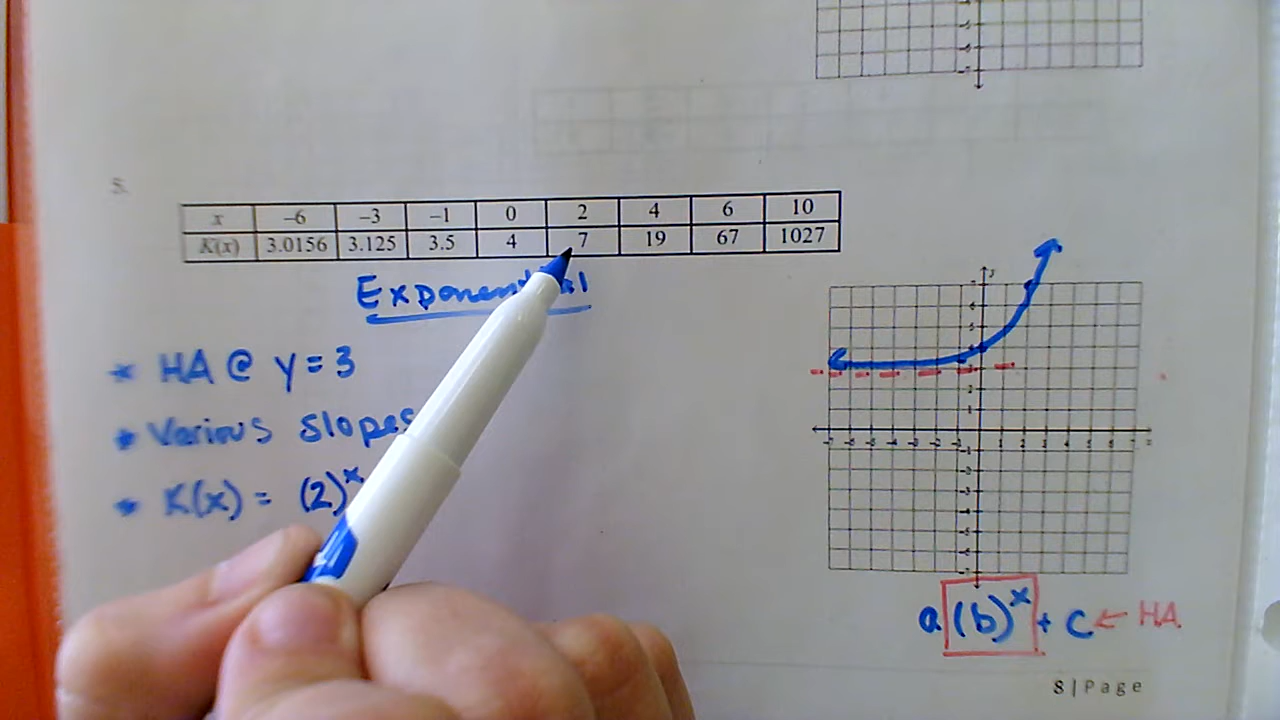 5.
x –6 –3 –1 0 2 4 6 10
K(x) 3.0156 3.125 3.5 4 7 19 67 1027
Exponential
* HA @ y = 3
* Various slopes
* K(x) = (2)^x
a (b)^x + c ← HA
8 | Page